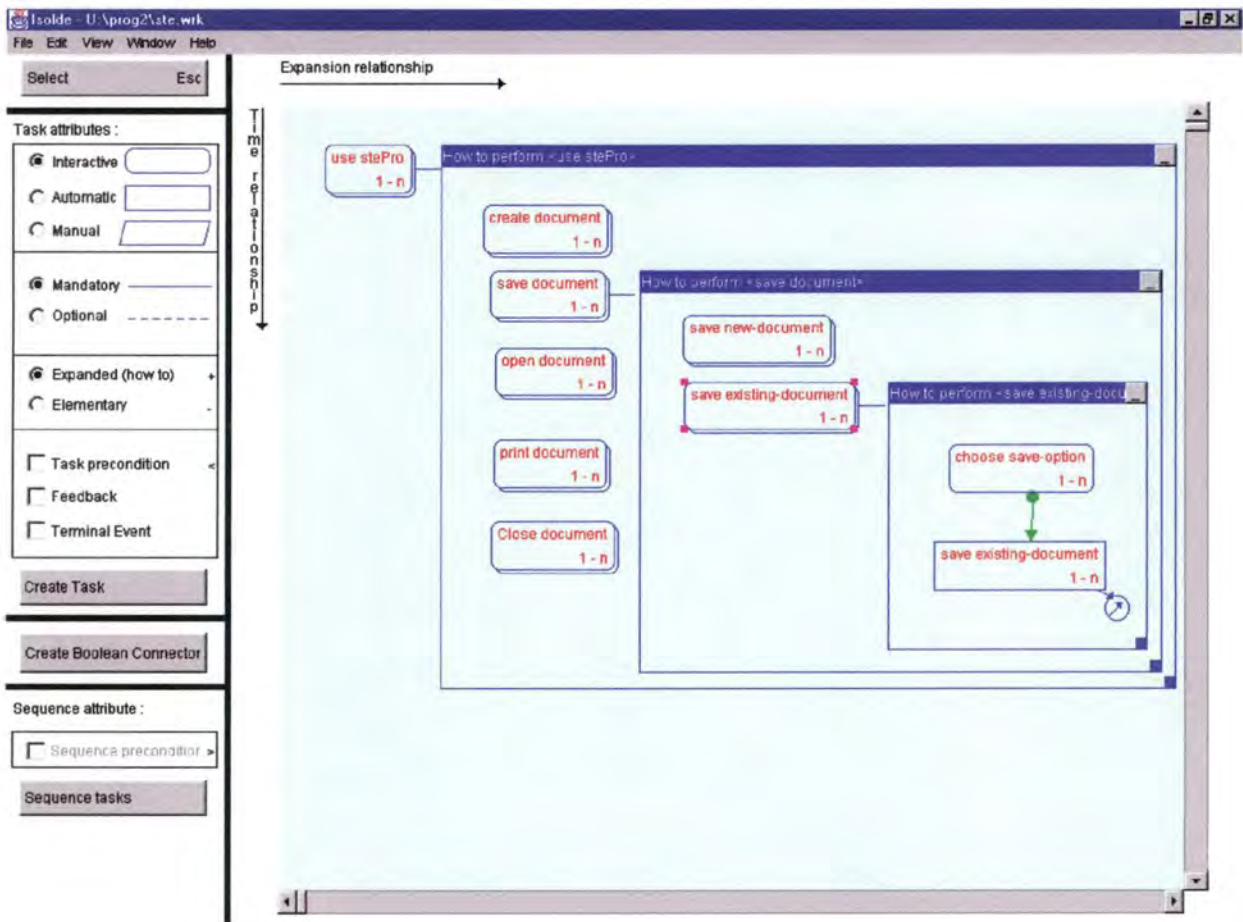 Isolde - U:\prog2\ste.wrk
File Edit View Window Help
Select Esc
Task attributes :
Interactive
Automatic
Manual
Mandatory
Optional
Expanded (how to) +
Elementary -
Task precondition <
Feedback
Terminal Event
Create Task
Create Boolean Connector
Sequence attribute :
Sequence precondition >
Sequence tasks
Expansion relationship
Time relationship
use stePro
1 - n
How to perform <use stePro>
create document
1 - n
save document
1 - n
open document
1 - n
print document
1 - n
Close document
1 - n
How to perform <save document>
save new-document
1 - n
save existing-document
1 - n
How to perform <save existing-docu
choose save-option
1 - n
save existing-document
1 - n